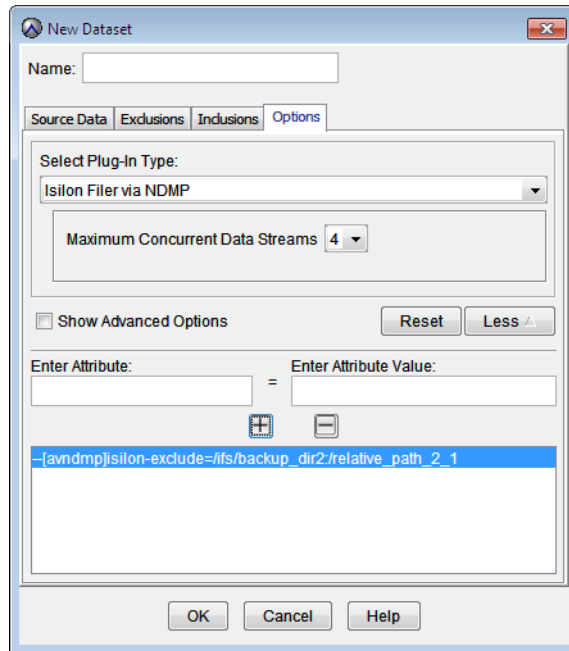 New Dataset
Name:
Source Data Exclusions Inclusions Options
Select Plug-In Type:
Isilon Filer via NDMP
Maximum Concurrent Data Streams 4
Show Advanced Options Reset Less
Enter Attribute: Enter Attribute Value:
=
--[avndmp]isilon-exclude=/ifs/backup_dir2:/relative_path_2_1
OK Cancel Help